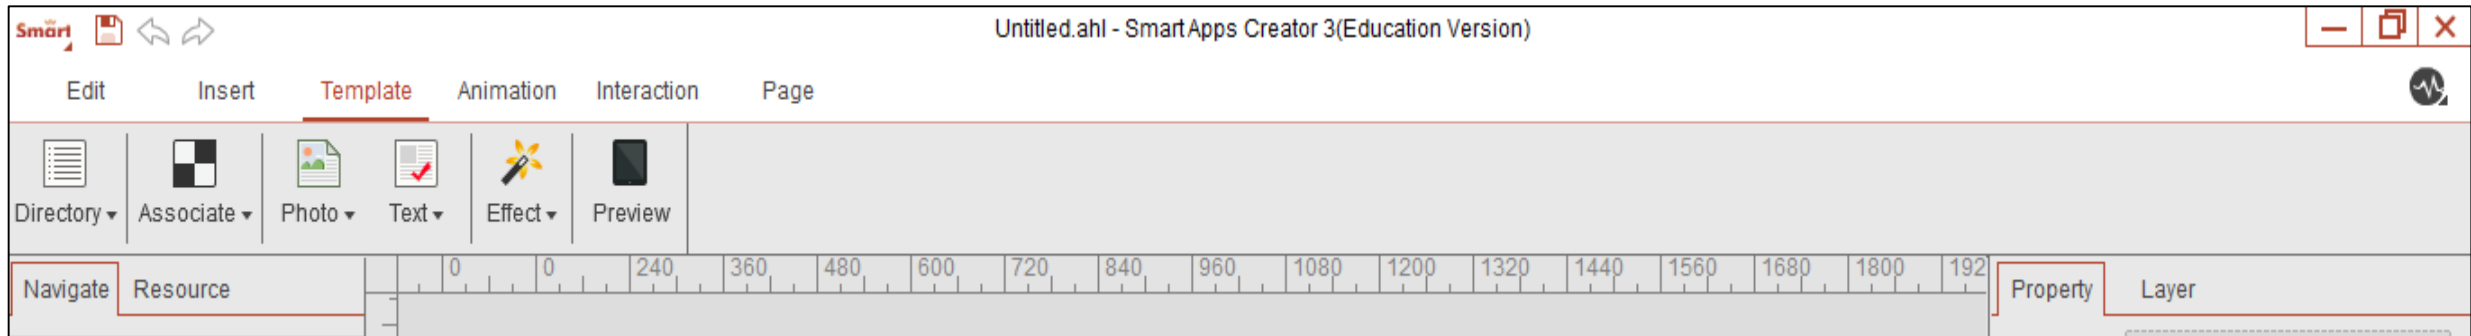 Smart
Untitled.ahl - SmartApps Creator 3(Education Version)
Edit Insert Template Animation Interaction Page
Directory Associate Photo Text Effect Preview
Navigate Resource
0 0 240 360 480 600 720 840 960 1080 1200 1320 1440 1560 1680 1800 192
Property Layer